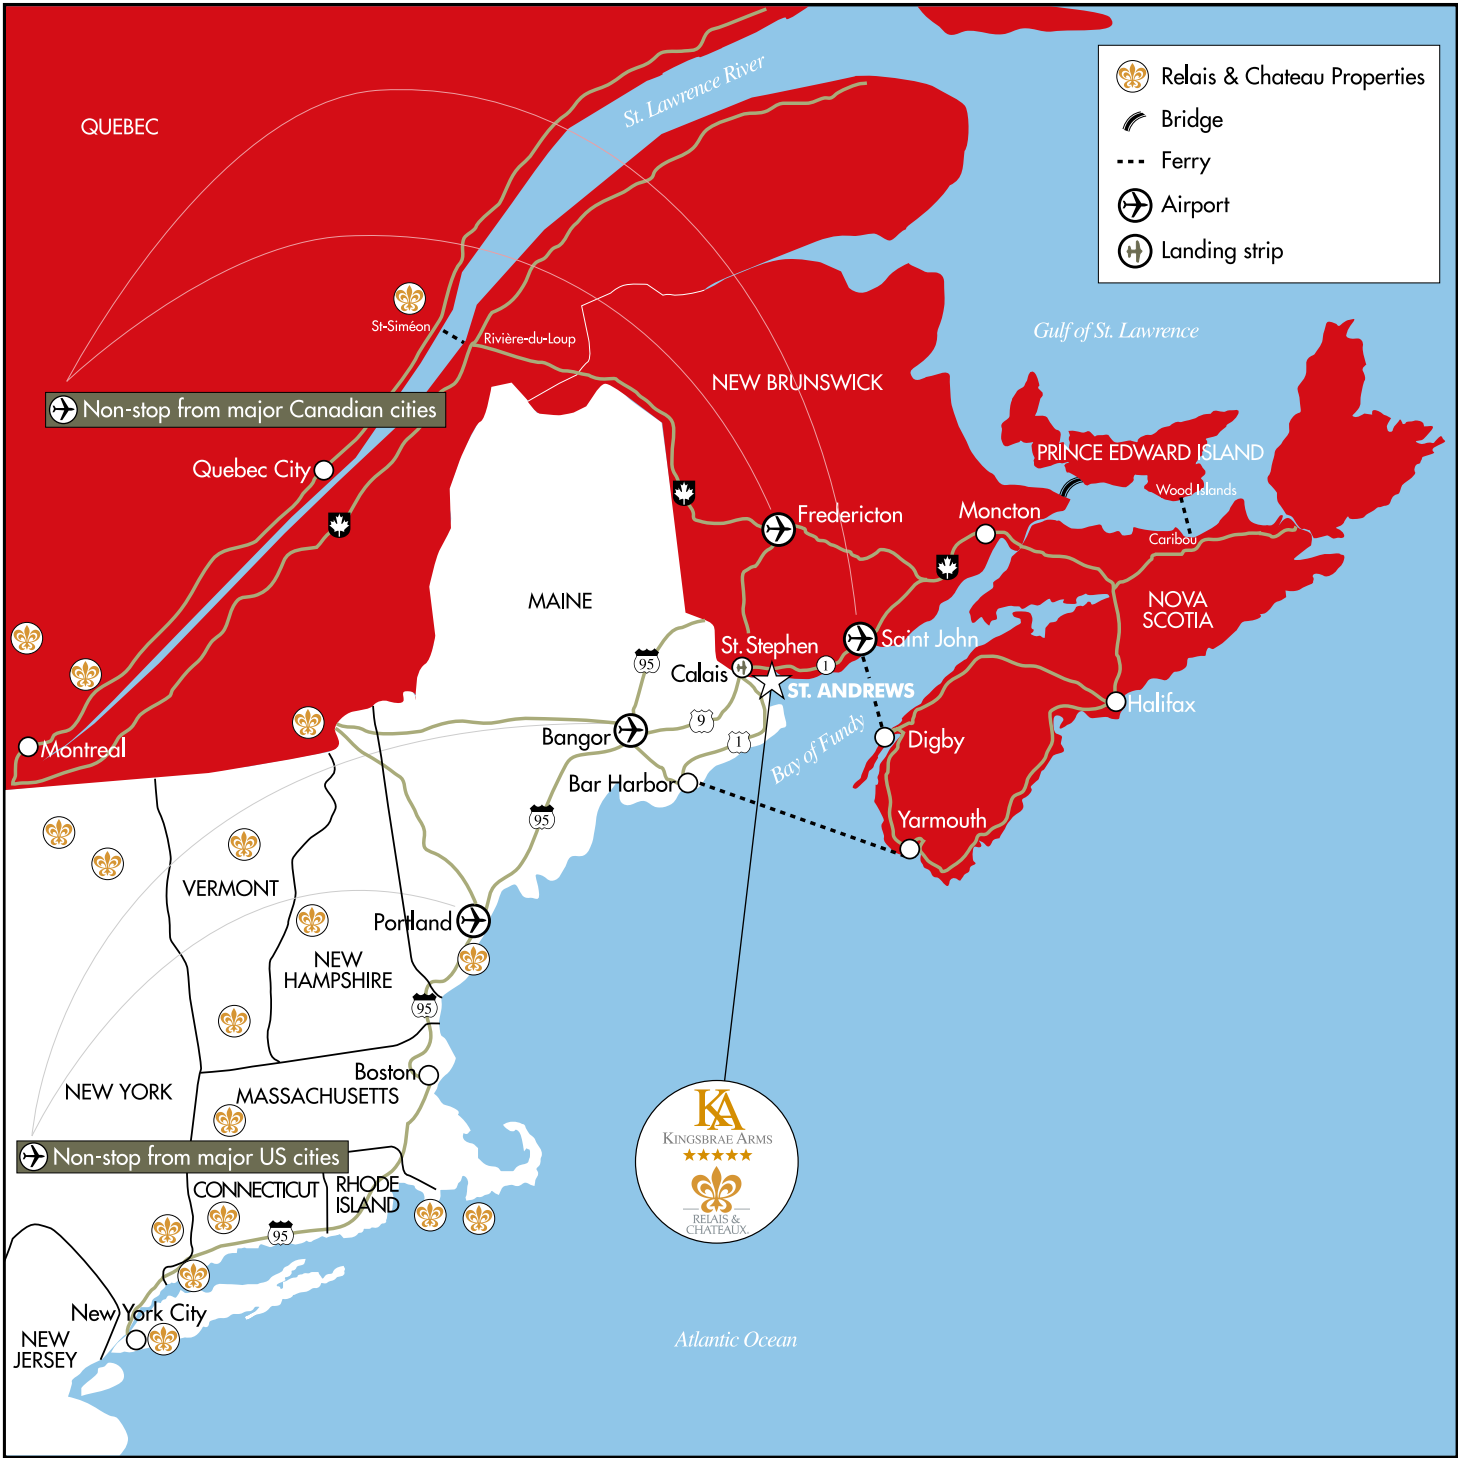 St. Lawrence River
QUEBEC
Relais & Chateau Properties
Bridge
Ferry
Airport
Landing strip
St-Siméon
Rivière-du-Loup
Gulf of St. Lawrence
NEW BRUNSWICK
Non-stop from major Canadian cities
PRINCE EDWARD ISLAND
Quebec City
Wood Islands
Fredericton
Moncton
Caribou
MAINE
NOVA
SCOTIA
St. Stephen
Saint John
95
Calais
1
ST. ANDREWS
Halifax
9
Montreal
Bangor
1
Bay of Fundy
Digby
Bar Harbor
95
Yarmouth
VERMONT
Portland
NEW
HAMPSHIRE
95
Boston
NEW YORK
MASSACHUSETTS
KA
KINGSBRAE ARMS
RELAIS &
CHATEAUX
Non-stop from major US cities
CONNECTICUT
RHODE
ISLAND
95
New York City
NEW
JERSEY
Atlantic Ocean